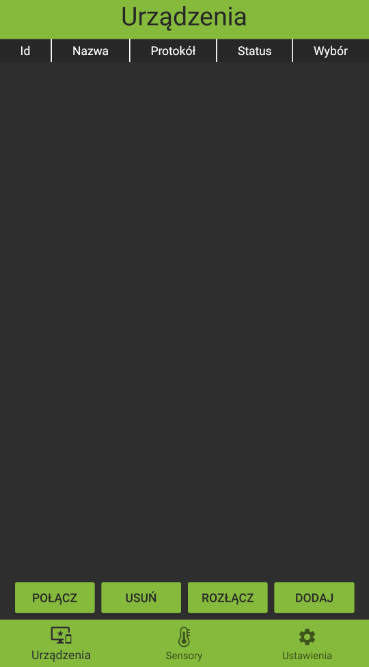 Urządzenia
Id Nazwa Protokół Status Wybór
POŁĄCZ USUŃ ROZŁĄCZ DODAJ
Urządzenia Sensory Ustawienia